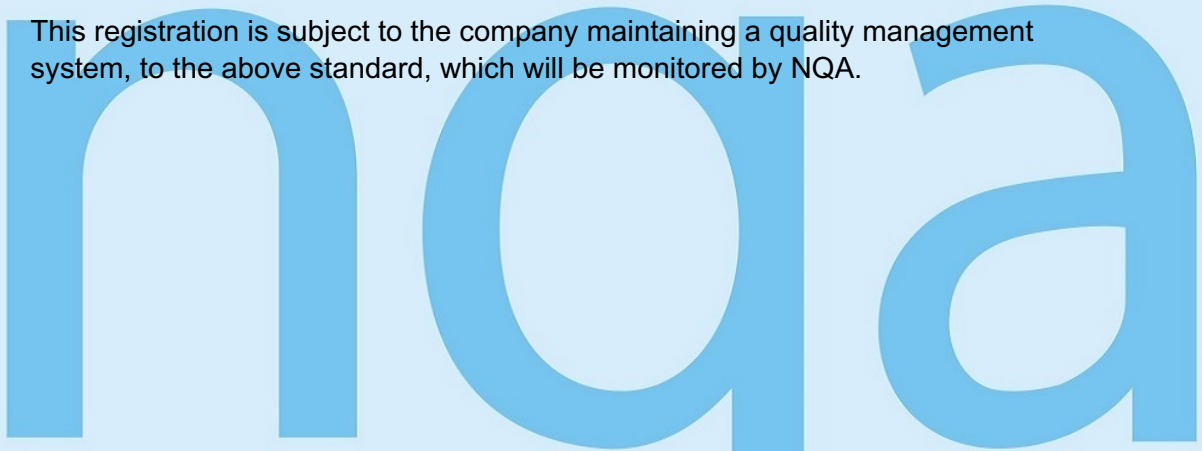 This registration is subject to the company maintaining a quality management
system, to the above standard, which will be monitored by NQA.
nqa